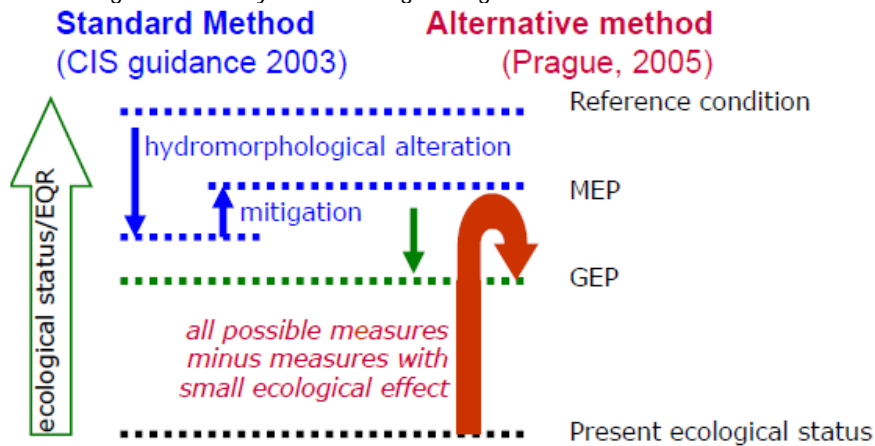 Standard Method
(CIS guidance 2003)
Alternative method
(Prague, 2005)
Reference condition
hydromorphological alteration
MEP
mitigation
GEP
all possible measures
minus measures with
small ecological effect
Present ecological status
ecological status/EQR